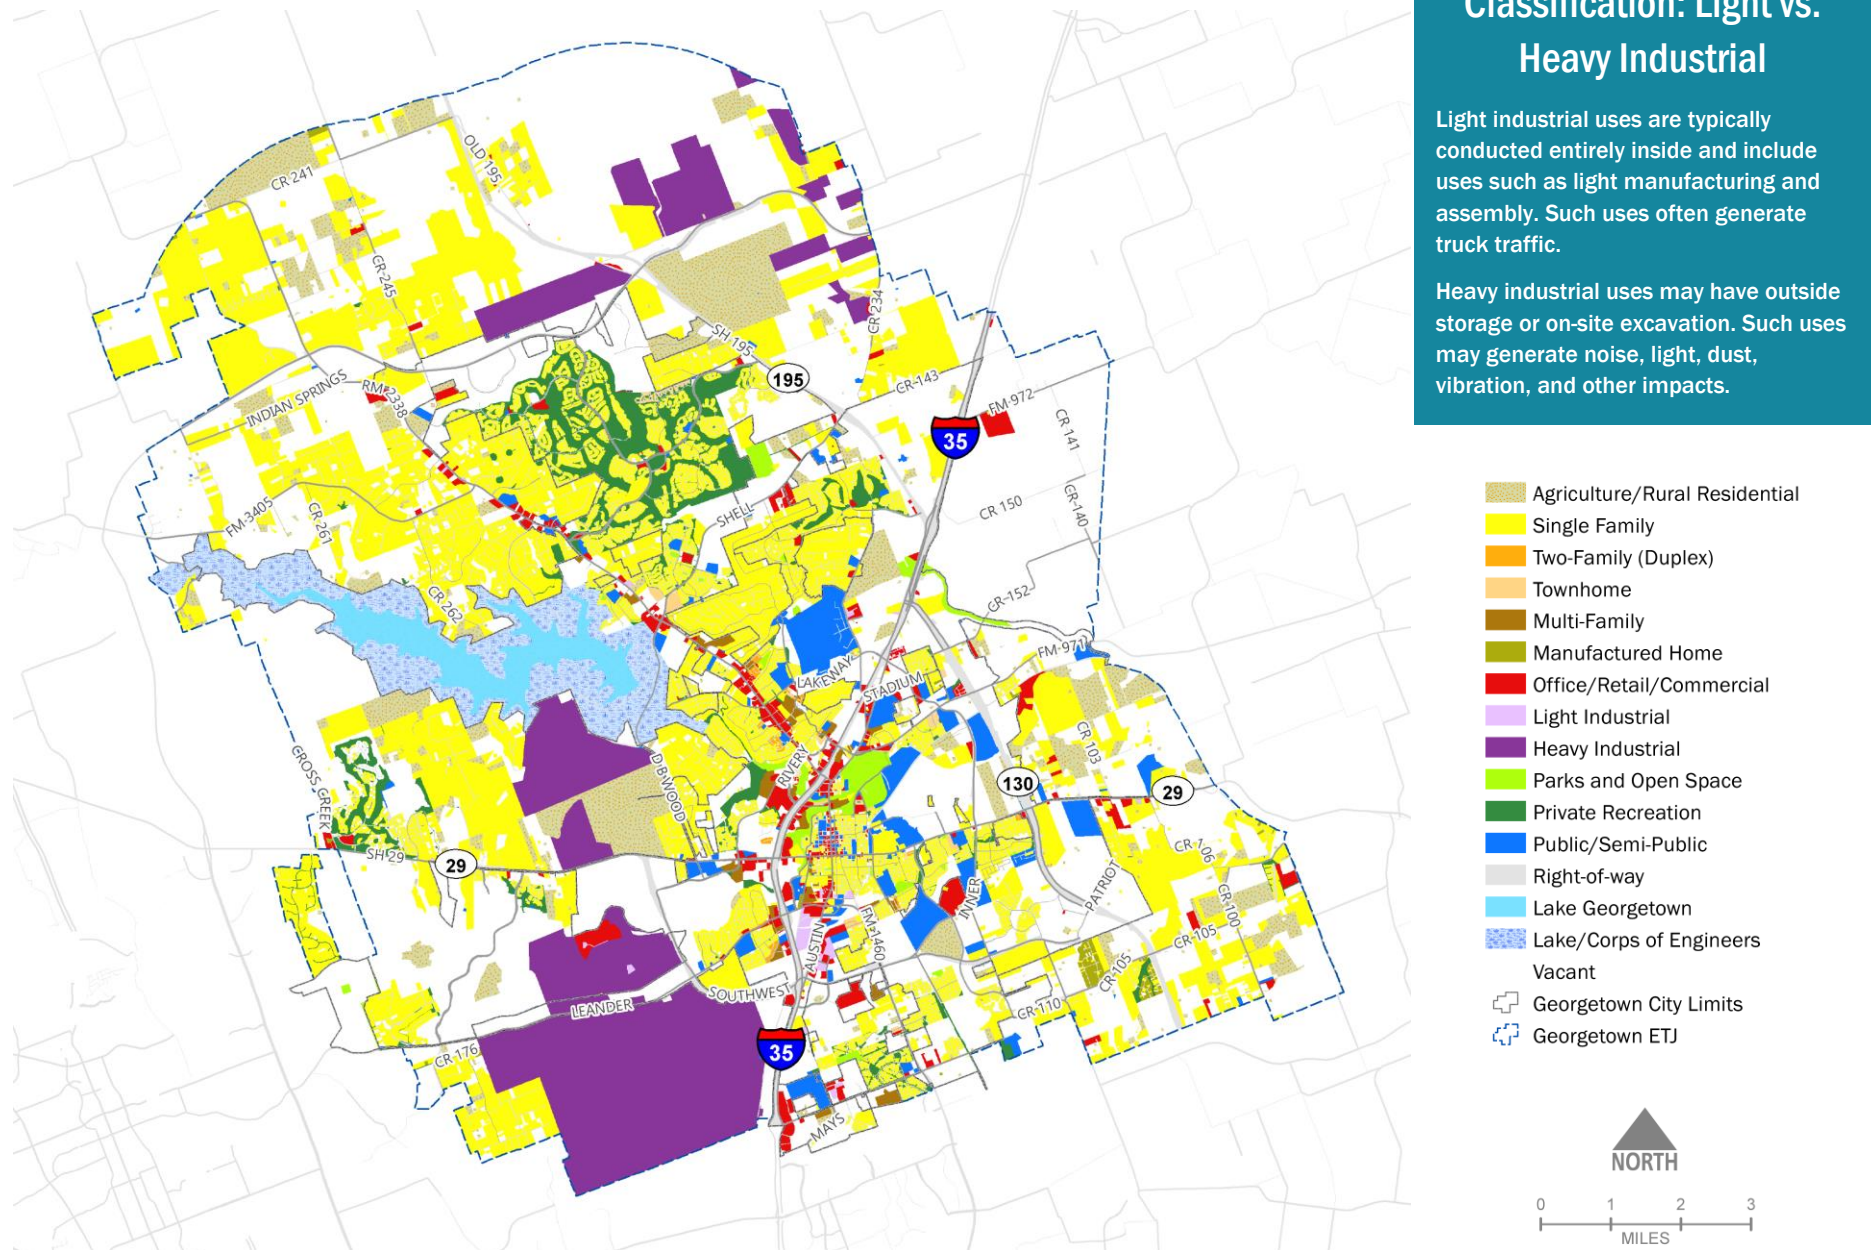 Classification: Light vs.
Heavy Industrial
Light industrial uses are typically
conducted entirely inside and include
uses such as light manufacturing and
assembly. Such uses often generate
truck traffic.
Heavy industrial uses may have outside
storage or on-site excavation. Such uses
may generate noise, light, dust,
vibration, and other impacts.
OLD 195
CR 241
CR-245
CR 234
SH 195
195
INDIAN SPRINGS
RM-2338
CR-143
FM-972
35
CR 141
CR 150
CR-140
FM-3405
CR 261
SHELL
CR 262
CR-152
FM-971
LAKEWAY
STADIUM
CROSS CREEK
D B WOOD
RIVERY
CR 103
130
29
SH 29
29
CR 106
PATRIOT
INNER
CR-100
AUSTIN
FM-1460
CR-105
CR-105
SOUTHWEST
LEANDER
CR-110
35
CR 176
MAYS
Agriculture/Rural Residential
Single Family
Two-Family (Duplex)
Townhome
Multi-Family
Manufactured Home
Office/Retail/Commercial
Light Industrial
Heavy Industrial
Parks and Open Space
Private Recreation
Public/Semi-Public
Right-of-way
Lake Georgetown
Lake/Corps of Engineers
Vacant
Georgetown City Limits
Georgetown ETJ
NORTH
0 1 2 3
MILES